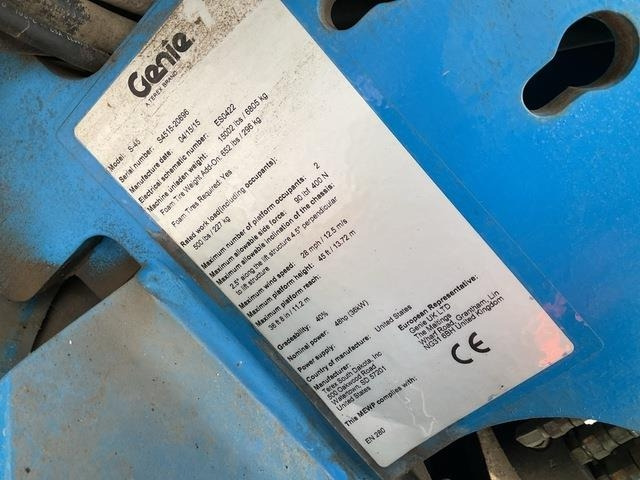 Genie
A TEREX BRAND
Model: S-45
Serial number: S4515-20696
Manufacture date: 04/15/15
Electrical schematic number: ES0422
Machine unladen weight: 15002 lbs / 6805 kg
Foam Tire Weight Add-On: 652 lbs / 296 kg
Foam Tires Required: Yes
Rated work load(including occupants):
500 lbs / 227 kg
Maximum number of platform occupants: 2
Maximum allowable side force: 90 lbf 400 N
Maximum allowable inclination of the chassis:
2.5° along the lift structure 4.5° perpendicular
to lift structure
Maximum wind speed: 28 mph / 12.5 m/s
Maximum platform height: 45 ft / 13.72 m
Maximum platform reach:
36 ft 8 in / 11.2 m
Gradeability: 45%
Nominal power: 48hp (36kW)
Power supply:
Country of manufacture: United States
Manufacturer:
Terex South Dakota, Inc
500 Oakwood Road
Watertown, SD 57201
United States
European Representative:
Genie UK LTD
The Maltings
Wharf Road, Grantham, Lin
NG31 6BH United Kingdom
CE
This MEWP complies with:
EN 280